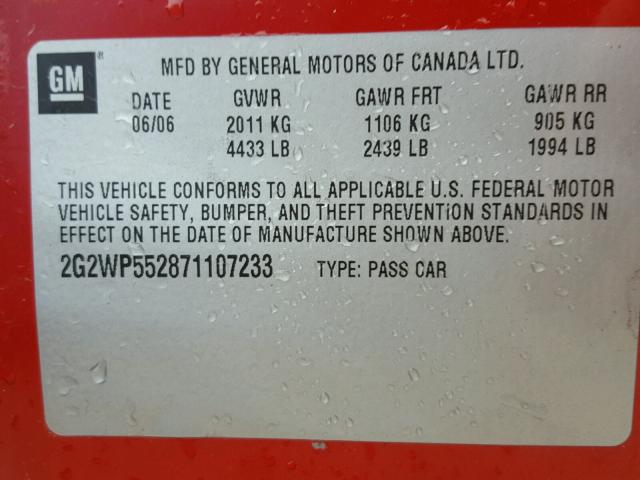 GM®
MFD BY GENERAL MOTORS OF CANADA LTD.
DATE GVWR GAWR FRT GAWR RR
06/06 2011 KG 1106 KG 905 KG
4433 LB 2439 LB 1994 LB
THIS VEHICLE CONFORMS TO ALL APPLICABLE U.S. FEDERAL MOTOR
VEHICLE SAFETY, BUMPER, AND THEFT PREVENTION STANDARDS IN
EFFECT ON THE DATE OF MANUFACTURE SHOWN ABOVE.
2G2WP552871107233 TYPE: PASS CAR